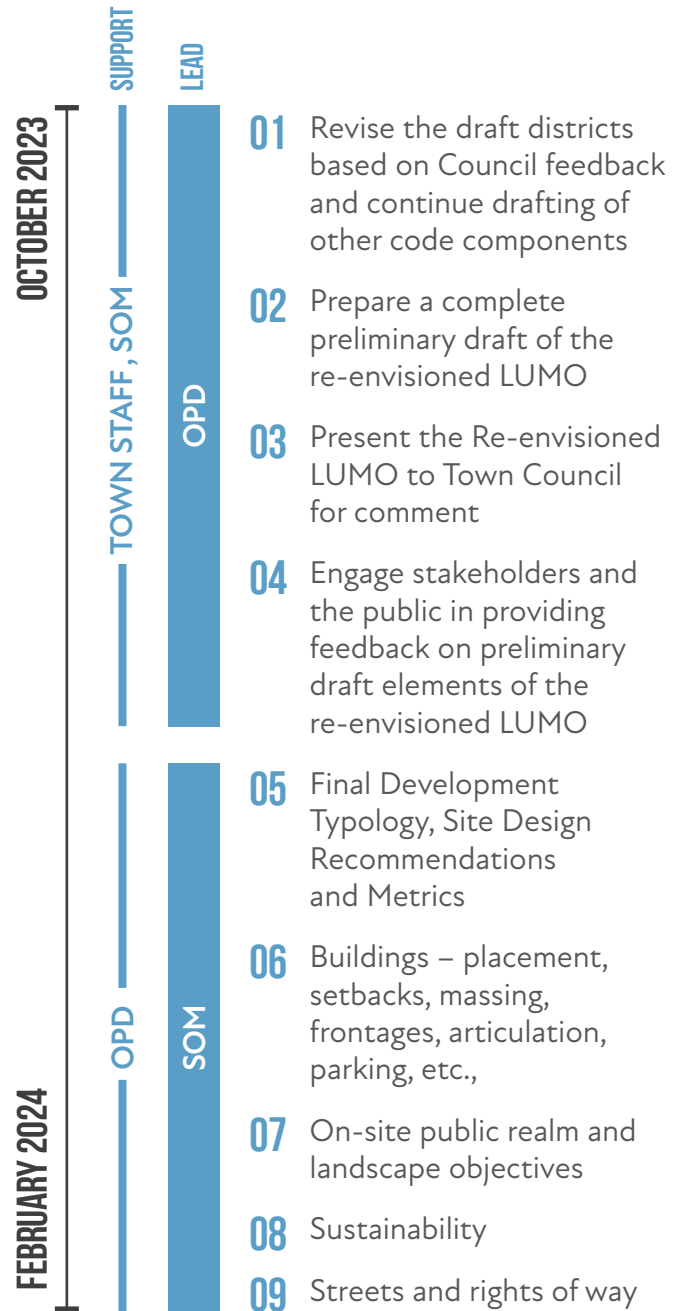 SUPPORT
LEAD
OCTOBER 2023
TOWN STAFF, SOM
OPD
01 Revise the draft districts
based on Council feedback
and continue drafting of
other code components
02 Prepare a complete
preliminary draft of the
re-envisioned LUMO
03 Present the Re-envisioned
LUMO to Town Council
for comment
04 Engage stakeholders and
the public in providing
feedback on preliminary
draft elements of the
re-envisioned LUMO
FEBRUARY 2024
OPD
SOM
05 Final Development
Typology, Site Design
Recommendations
and Metrics
06 Buildings – placement,
setbacks, massing,
frontages, articulation,
parking, etc.,
07 On-site public realm and
landscape objectives
08 Sustainability
09 Streets and rights of way